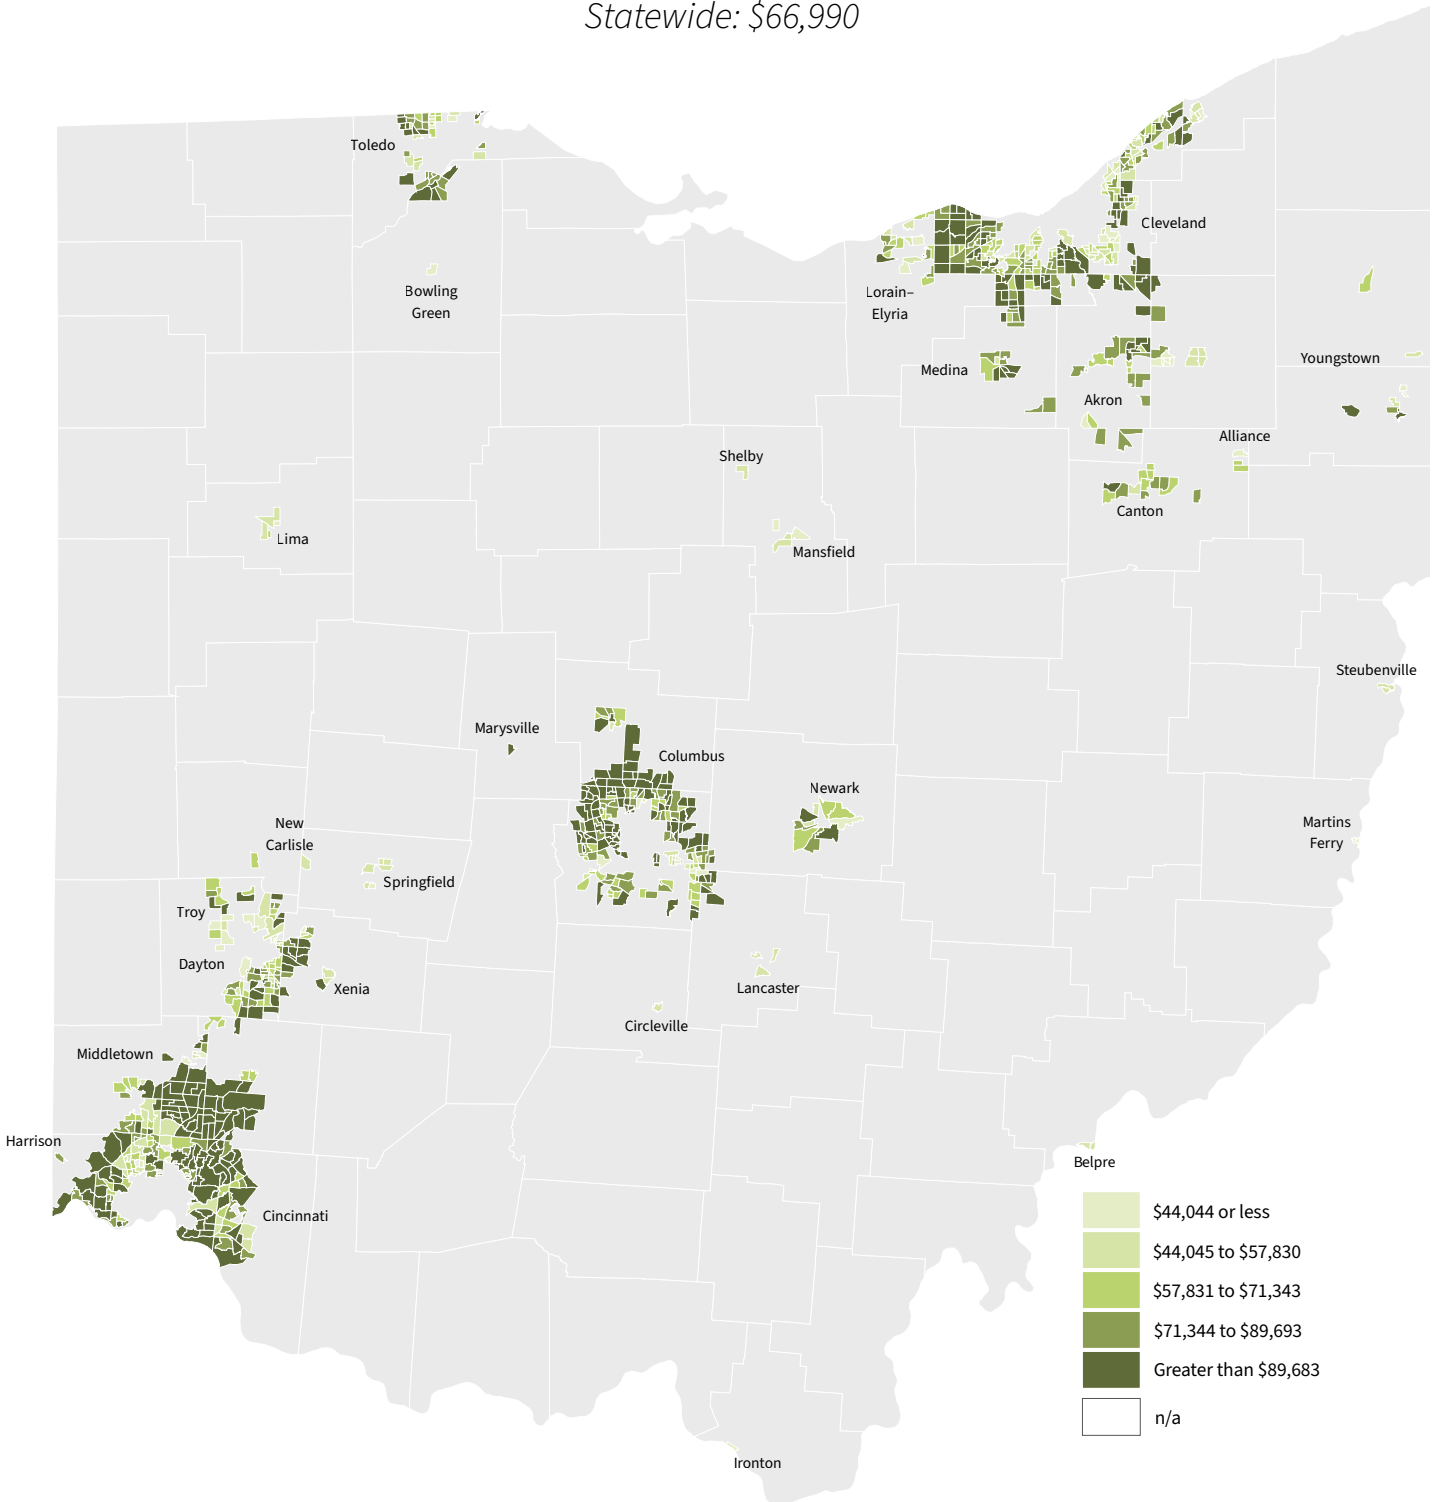 Statewide: $66,990
Toledo
Cleveland
Bowling
Green
Lorain–
Elyria
Youngstown
Medina
Akron
Alliance
Shelby
Canton
Lima
Mansfield
Steubenville
Marysville
Columbus
Newark
New
Carlisle
Martins
Ferry
Springfield
Troy
Dayton
Xenia
Lancaster
Circleville
Middletown
Harrison
Belpre
Cincinnati
$44,044 or less
$44,045 to $57,830
$57,831 to $71,343
$71,344 to $89,693
Greater than $89,683
n/a
Ironton